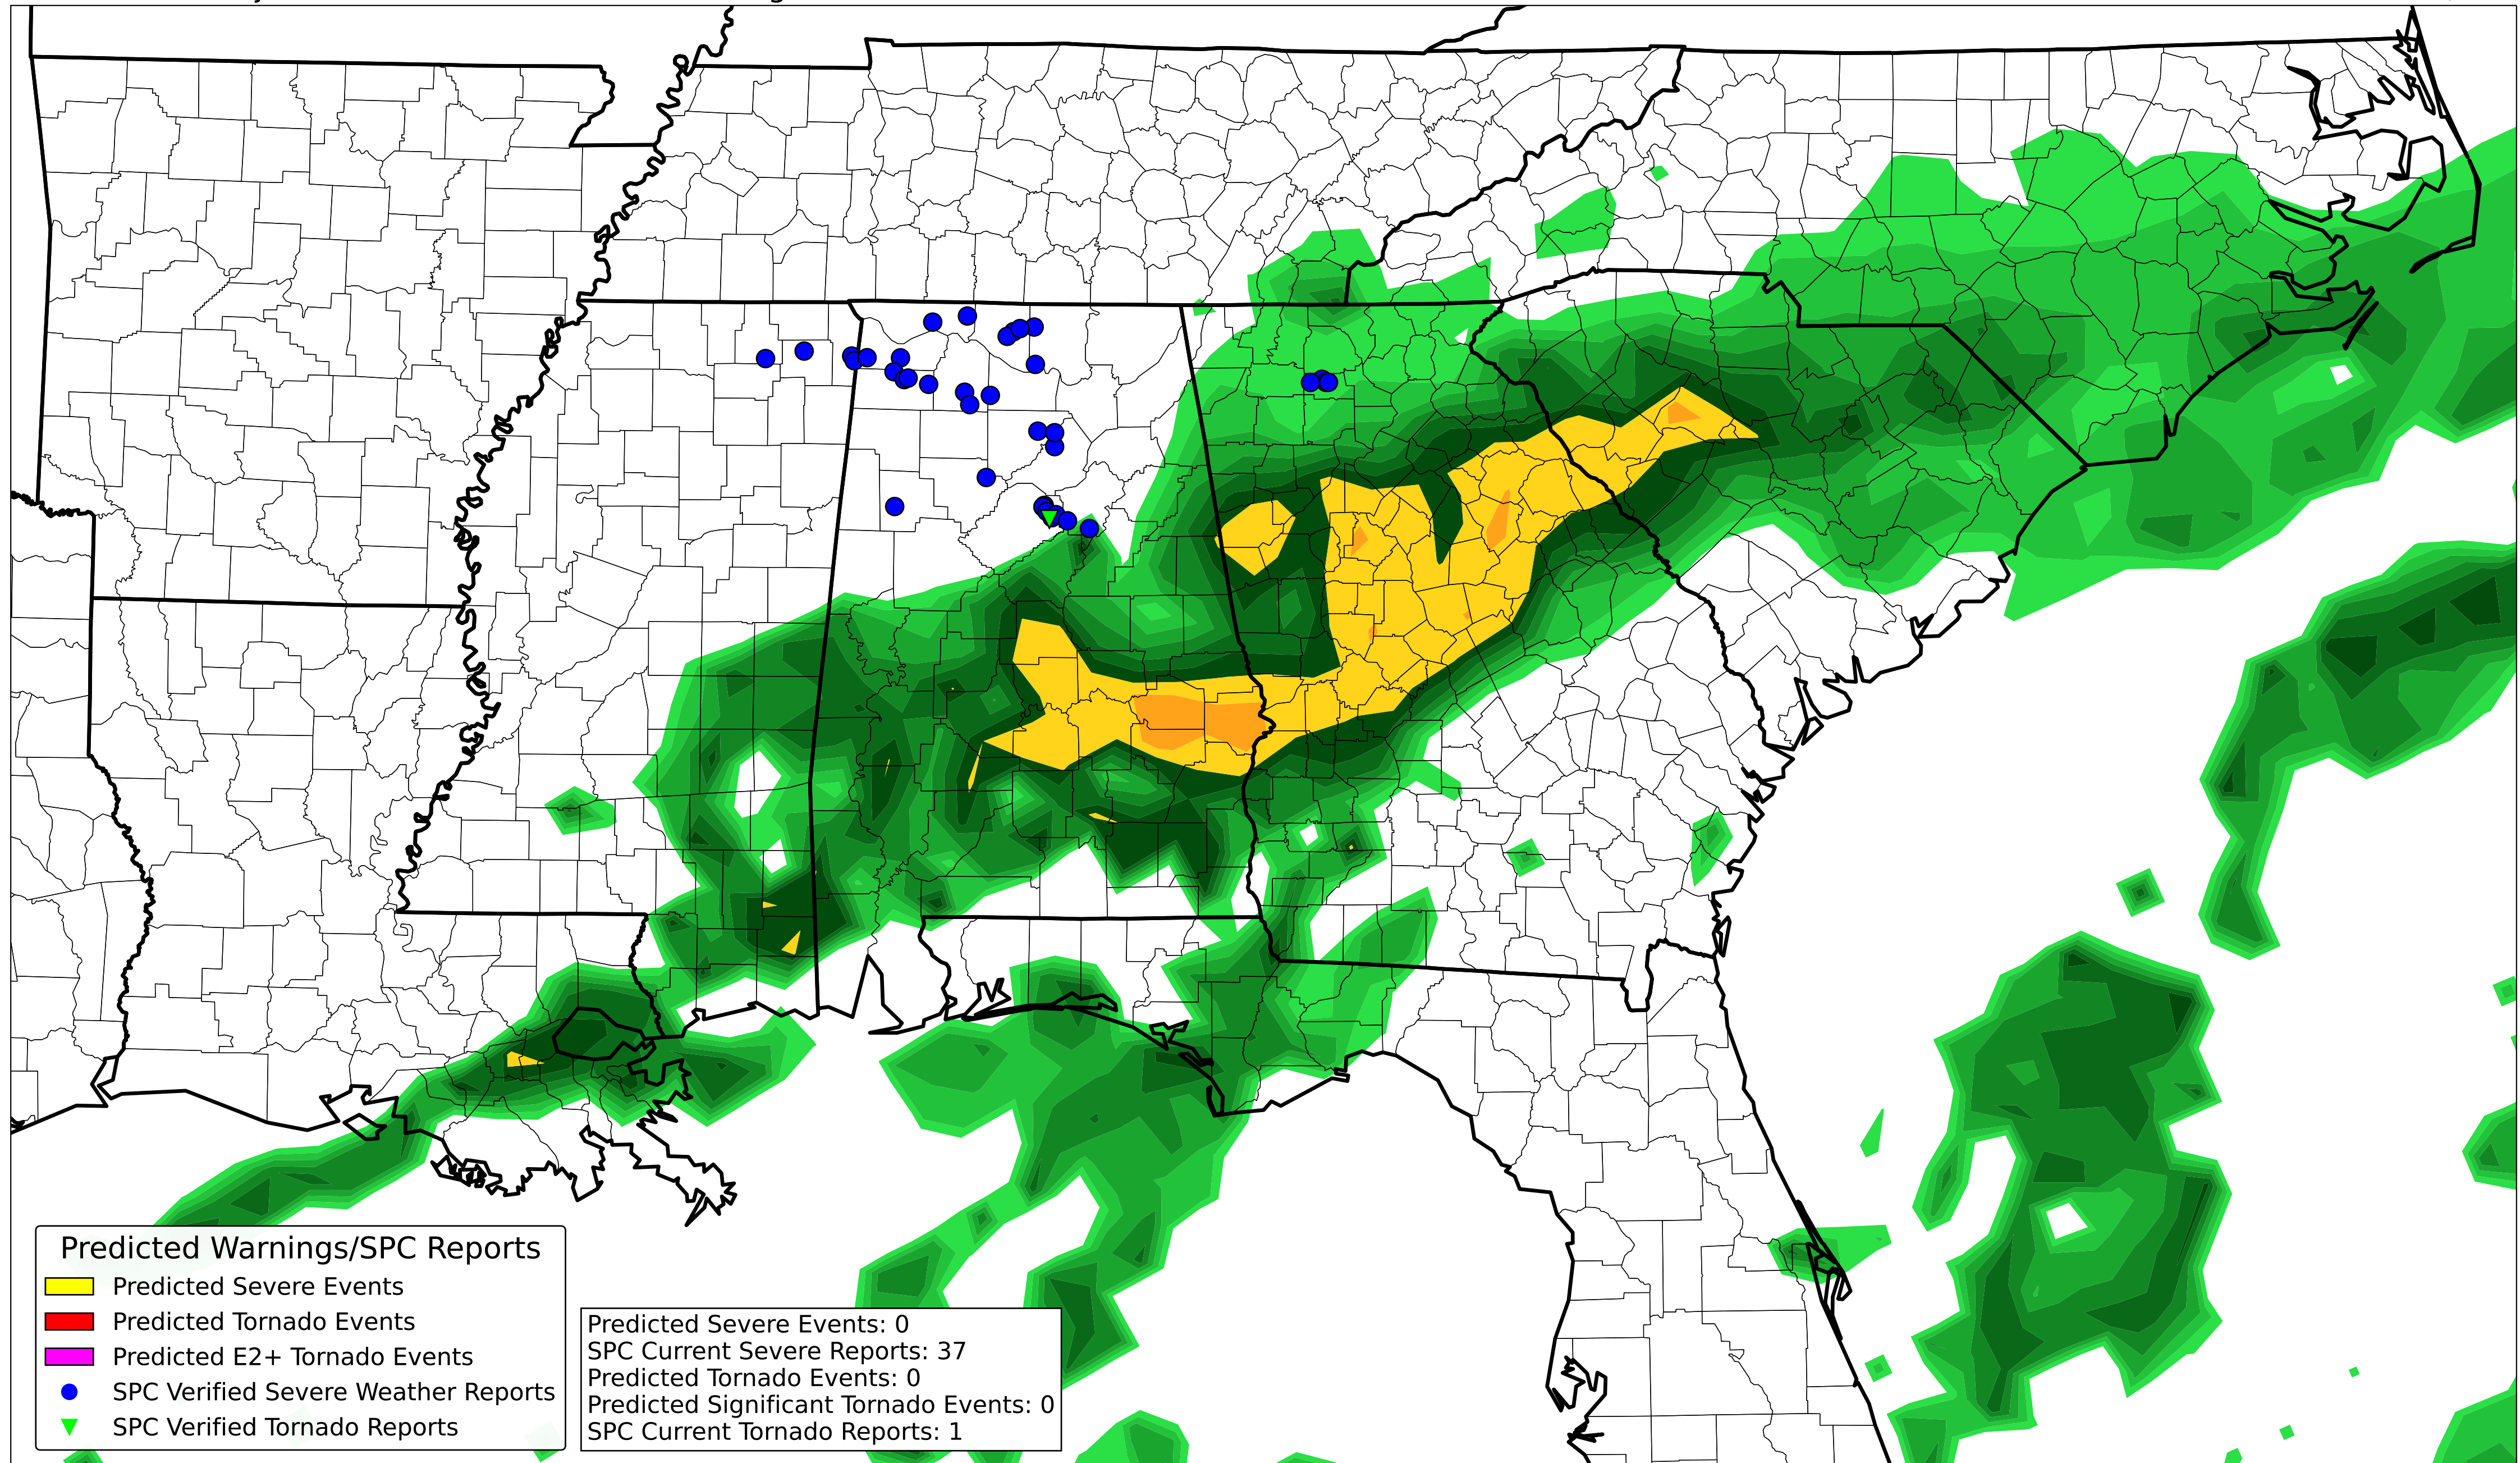 Predicted Warnings/SPC Reports
Predicted Severe Events
Predicted Tornado Events
Predicted E2+ Tornado Events
SPC Verified Severe Weather Reports
SPC Verified Tornado Reports
Predicted Severe Events: 0
SPC Current Severe Reports: 37
Predicted Tornado Events: 0
Predicted Significant Tornado Events: 0
SPC Current Tornado Reports: 1